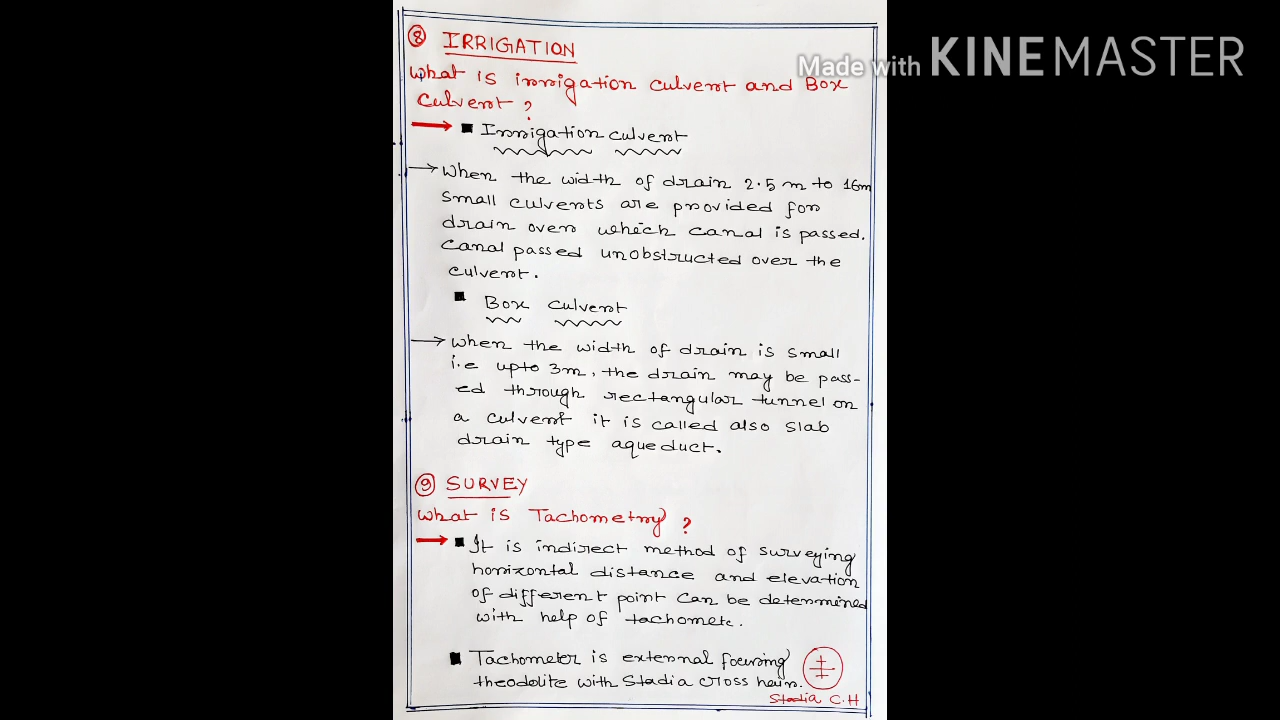 Made with KINEMASTER
8 IRRIGATION
What is irrigation culvert and Box
Culvert ?
Irrigation culvert
When the width of drain 2.5 m to 16m
small culverts are provided for
drain over which canal is passed.
Canal passed unobstructed over the
culvert.
Box culvert
When the width of drain is small
i.e upto 3m, the drain may be pass-
ed through rectangular tunnel or
a culvert it is called also slab
drain type aqueduct.
9 SURVEY
What is Tachometry ?
It is indirect method of surveying
horizontal distance and elevation
of different point can be determined
with help of tachomete.
Tachometer is external focusing
theodolite with Stadia cross hair.
Stadia C.H